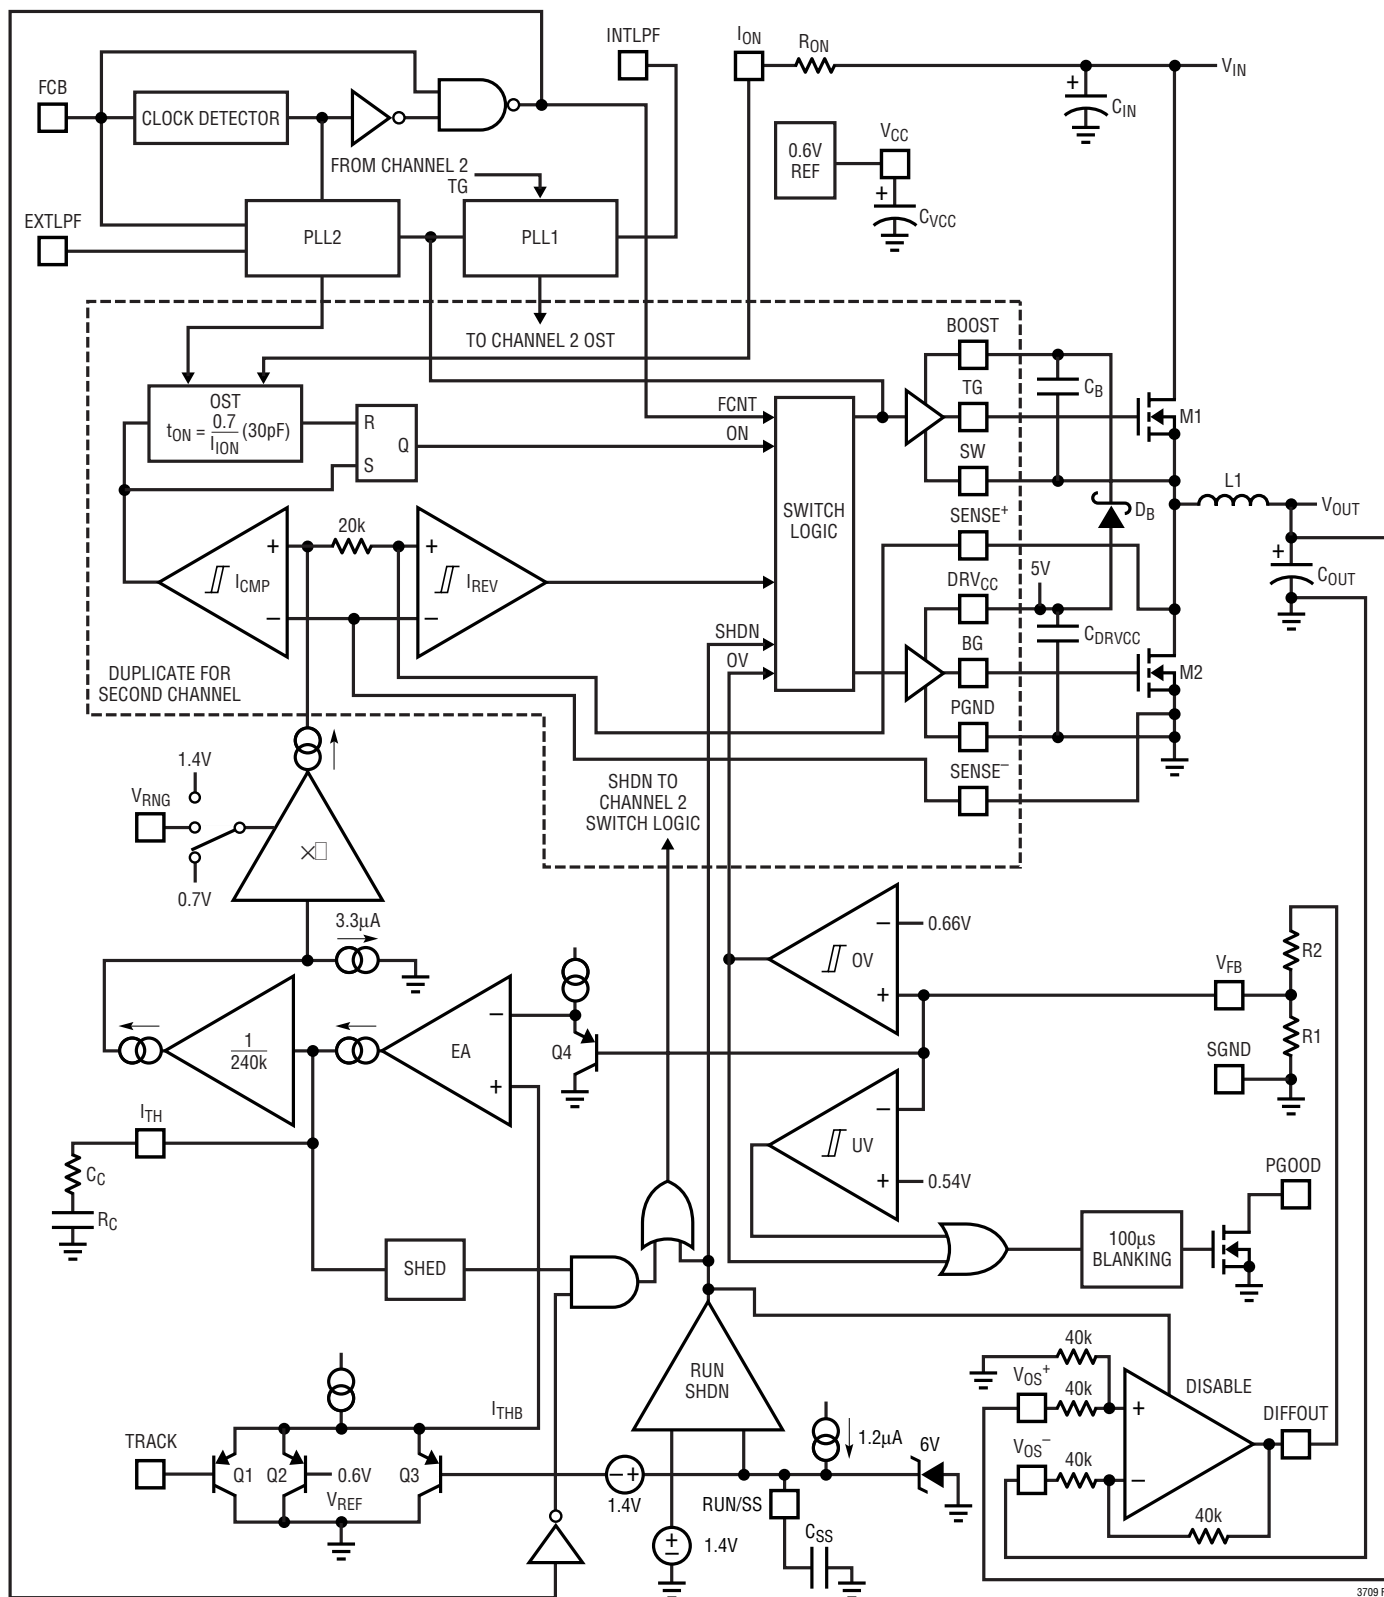 INTLPF
ION
RON
VIN
FCB
CLOCK DETECTOR
+
CIN
VCC
0.6V
REF
+
CVCC
FROM CHANNEL 2
TG
EXTLPF
PLL2
PLL1
TO CHANNEL 2 OST
BOOST
CB
OST
tON = 0.7/IION (30pF)
R
Q
S
FCNT
ON
TG
M1
SW
SWITCH
LOGIC
L1
VOUT
DB
20k
SENSE+
+
ICMP
−
+
IREV
−
+
COUT
DRVCC
5V
CDRVCC
SHDN
BG
OV
M2
DUPLICATE FOR
SECOND CHANNEL
PGND
SENSE−
1.4V
VRNG
0.7V
×□
SHDN TO
CHANNEL 2
SWITCH LOGIC
3.3µA
− 0.66V
OV
+
VFB
R2
R1
SGND
1
240k
−
EA
+
Q4
ITH
CC
RC
−
UV
+ 0.54V
PGOOD
100µs
BLANKING
SHED
RUN
SHDN
40k
VOS+
40k
+
DISABLE
DIFFOUT
VOS−
40k
−
40k
ITHB
TRACK
Q1
Q2
0.6V
VREF
Q3
− +
1.4V
1.2µA
6V
RUN/SS
CSS
+
−
1.4V
3709 F